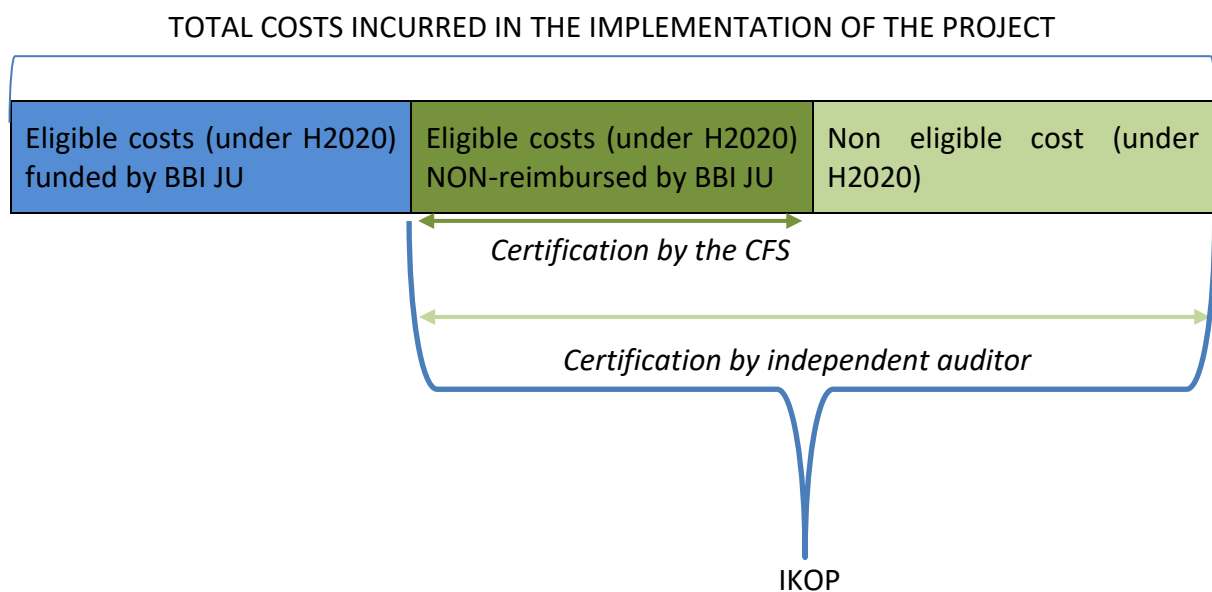 TOTAL COSTS INCURRED IN THE IMPLEMENTATION OF THE PROJECT
Eligible costs (under H2020)
funded by BBI JU
Eligible costs (under H2020)
NON-reimbursed by BBI JU
Non eligible cost (under
H2020)
Certification by the CFS
Certification by independent auditor
IKOP